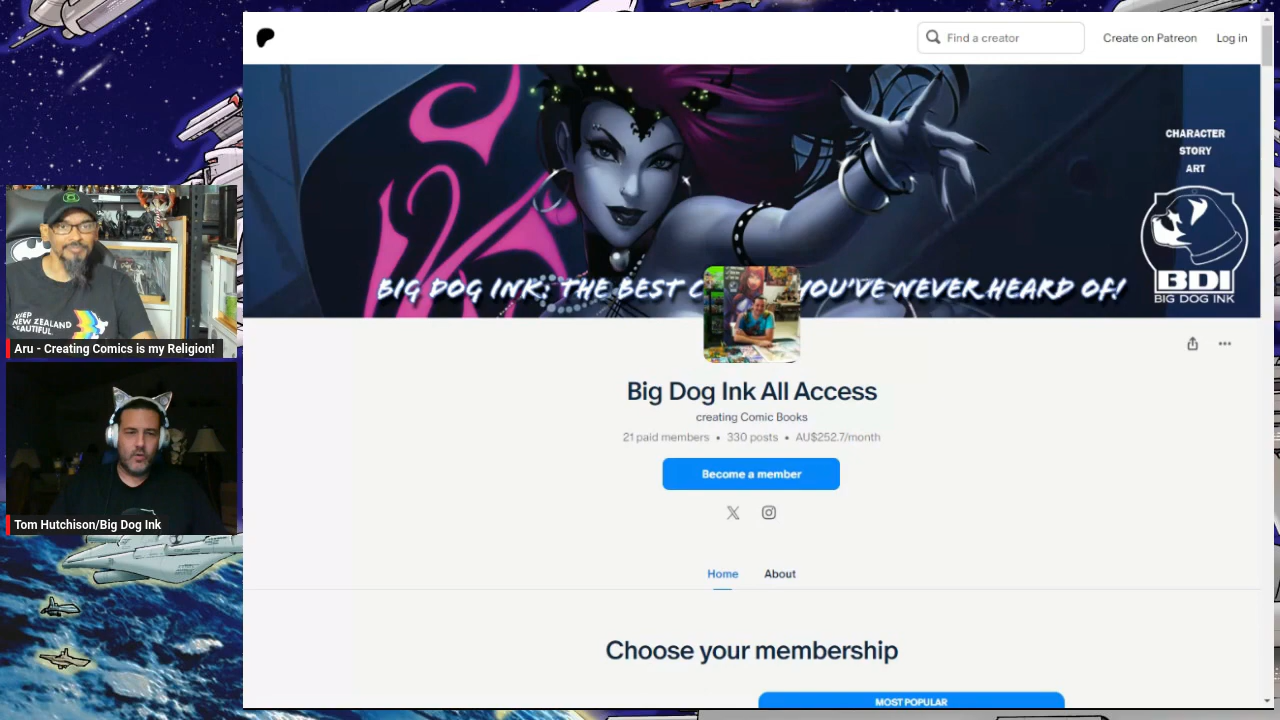 Find a creator
Create on Patreon
Log in
CHARACTER
STORY
ART
BDI
BIG DOG INK
BIG DOG INK: THE BEST C
YOU'VE NEVER HEARD OF!
KEEP
NEW ZEALAND
BEAUTIFUL.
Aru - Creating Comics is my Religion!
Tom Hutchison/Big Dog Ink
Big Dog Ink All Access
creating Comic Books
21 paid members • 330 posts • AU$252.7/month
Become a member
Home
About
Choose your membership
MOST POPULAR